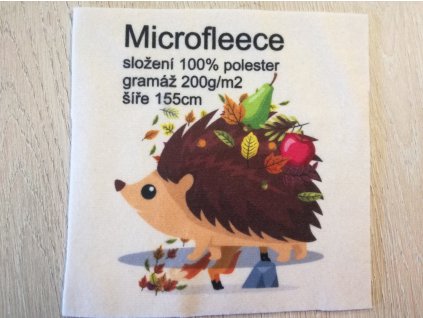 Microfleece
složení 100% polester
gramáž 200g/m2
šíře 155cm